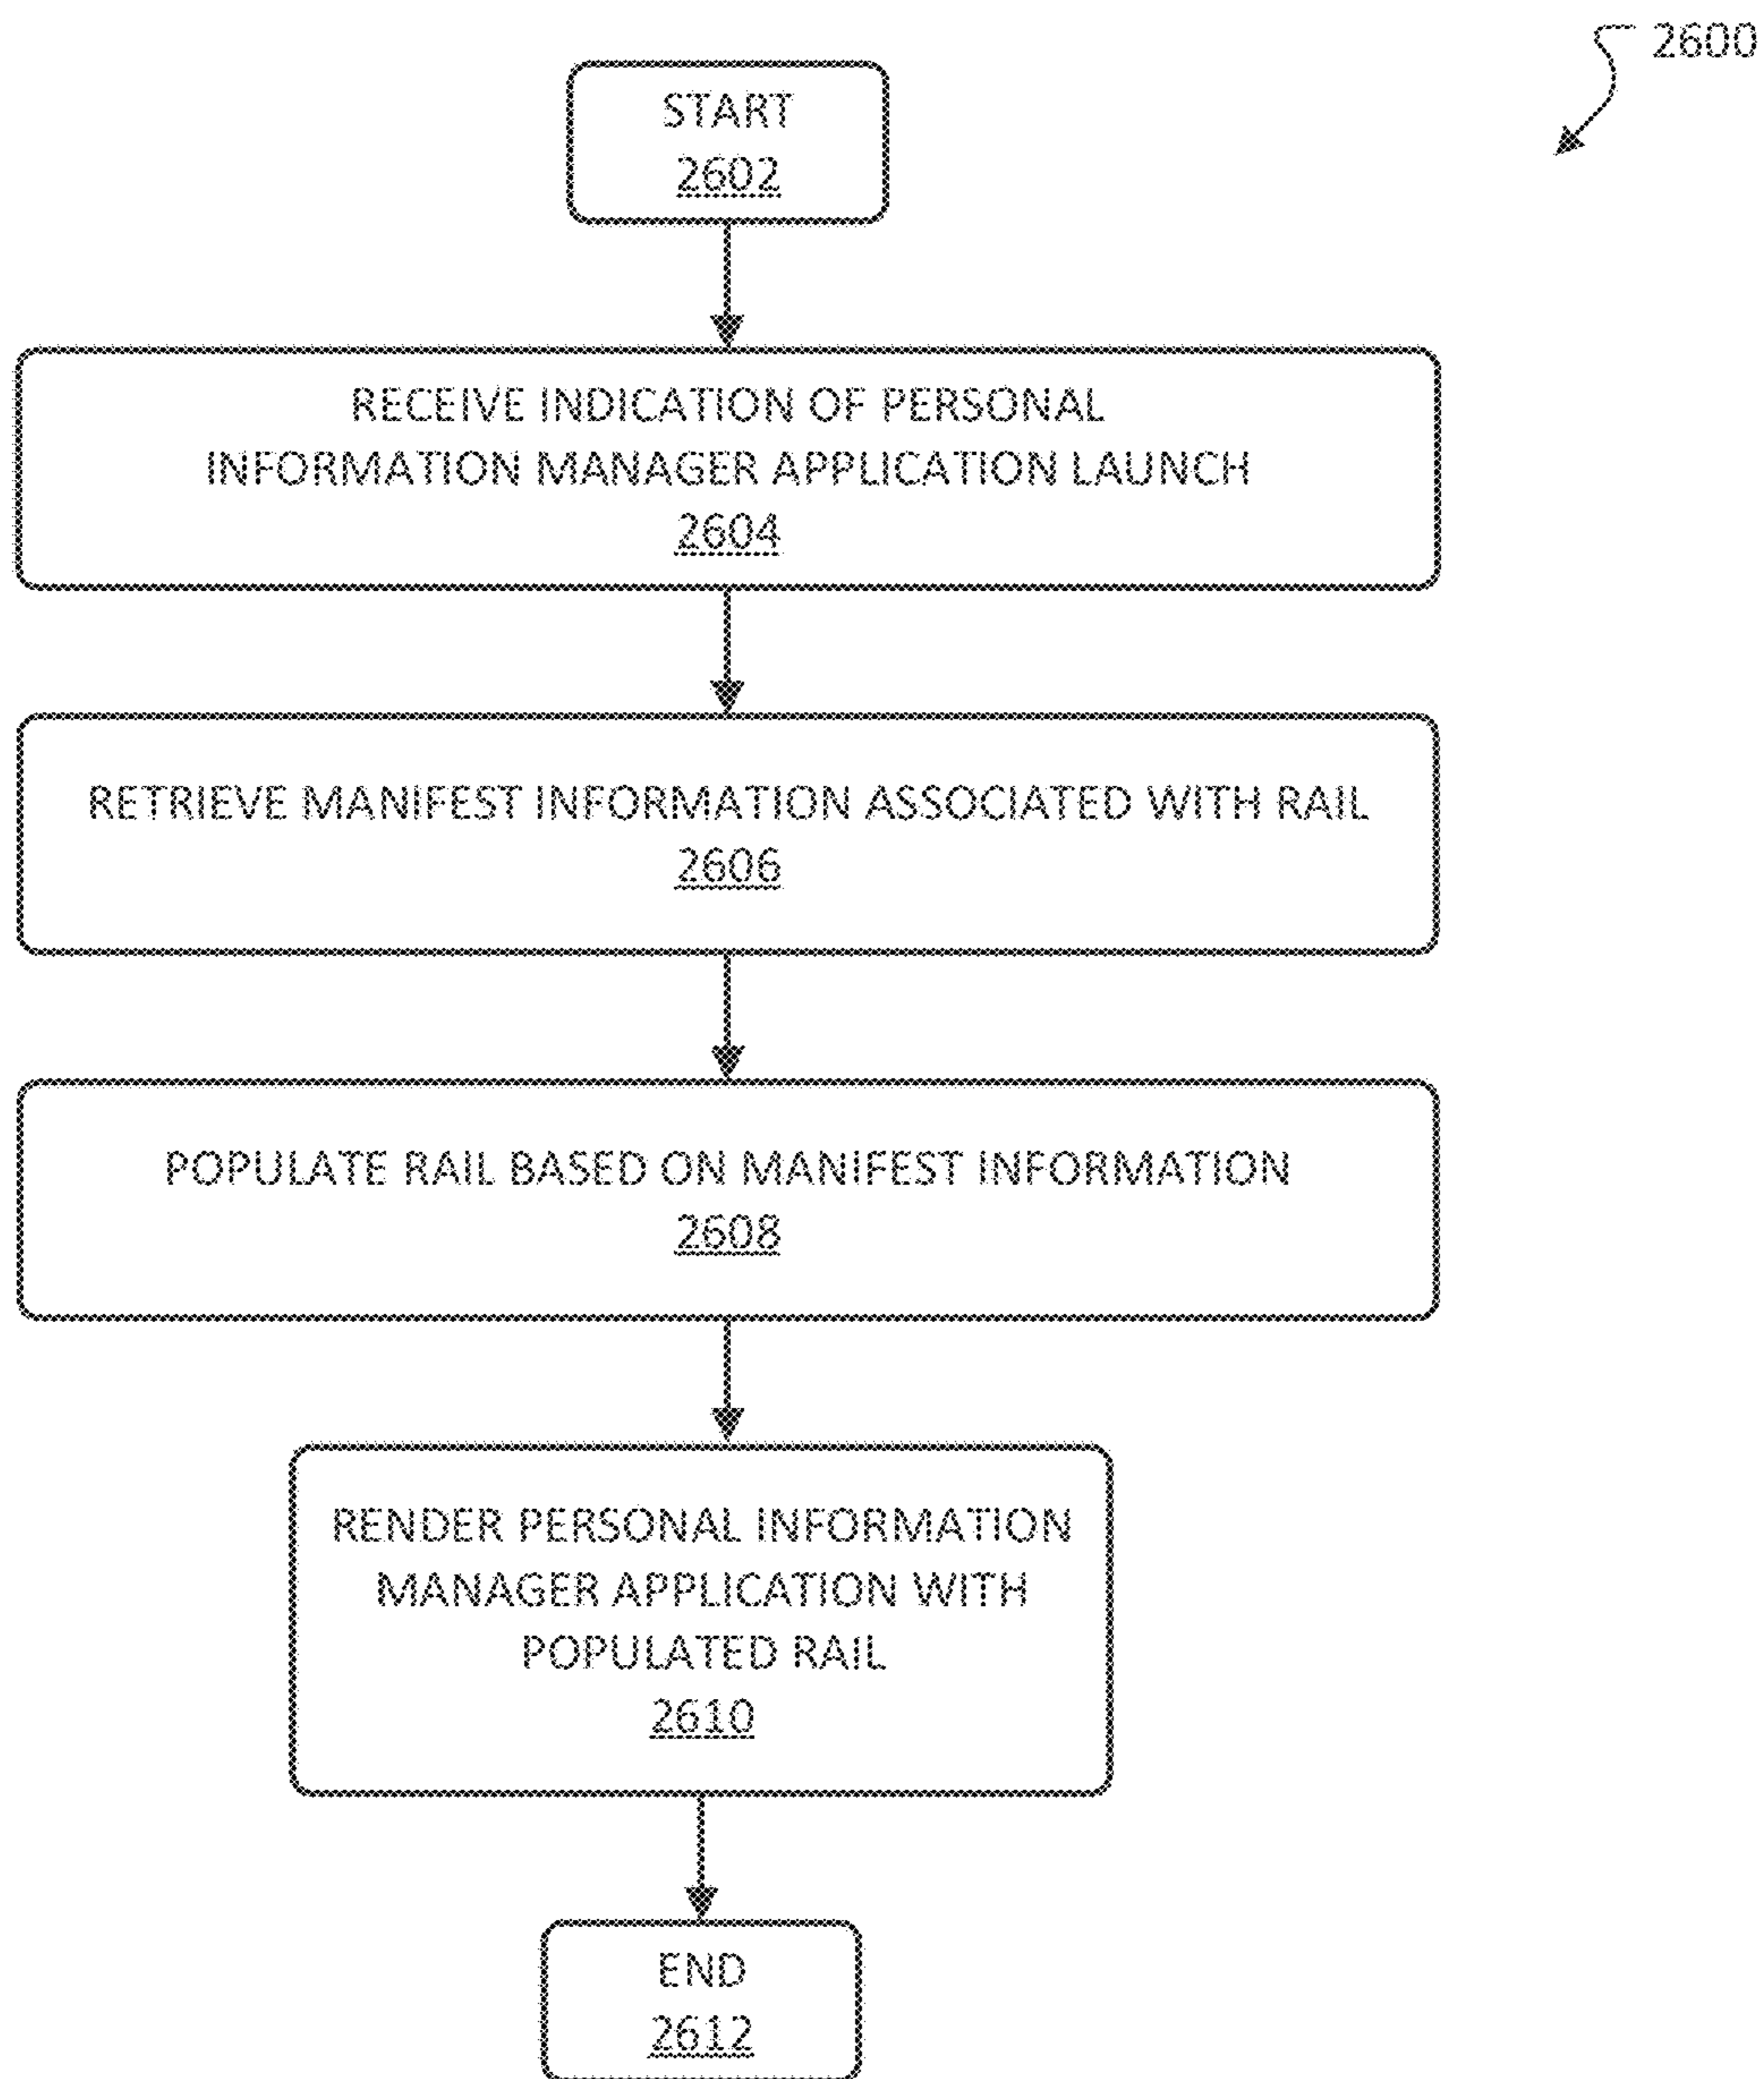 2600
START
2602
RECEIVE INDICATION OF PERSONAL
INFORMATION MANAGER APPLICATION LAUNCH
2604
RETRIEVE MANIFEST INFORMATION ASSOCIATED WITH RAIL
2606
POPULATE RAIL BASED ON MANIFEST INFORMATION
2608
RENDER PERSONAL INFORMATION
MANAGER APPLICATION WITH
POPULATED RAIL
2610
END
2612